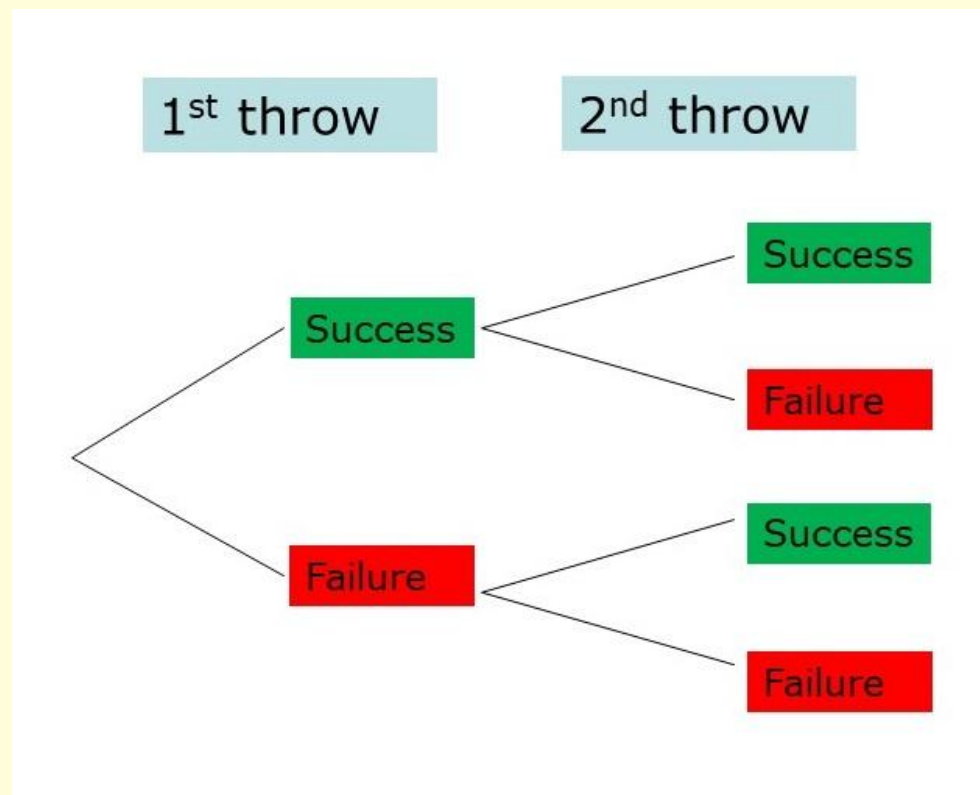 1st throw
2nd throw
Success
Success
Failure
Failure
Success
Failure